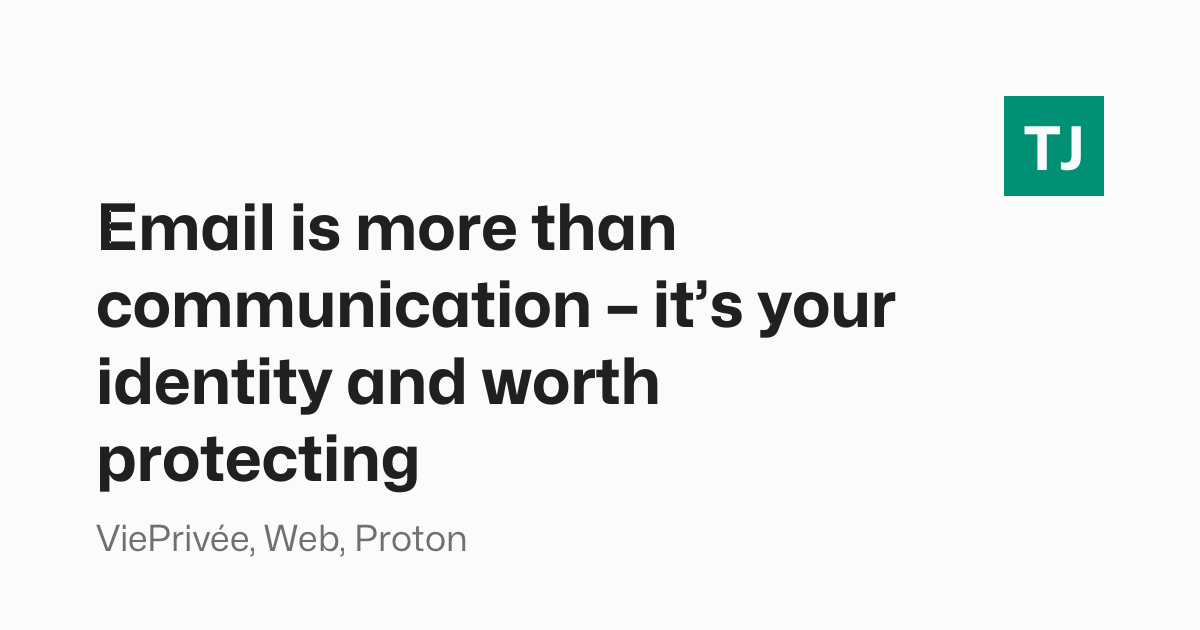 TJ
Email is more than
communication – it’s your
identity and worth
protecting
ViePrivée, Web, Proton